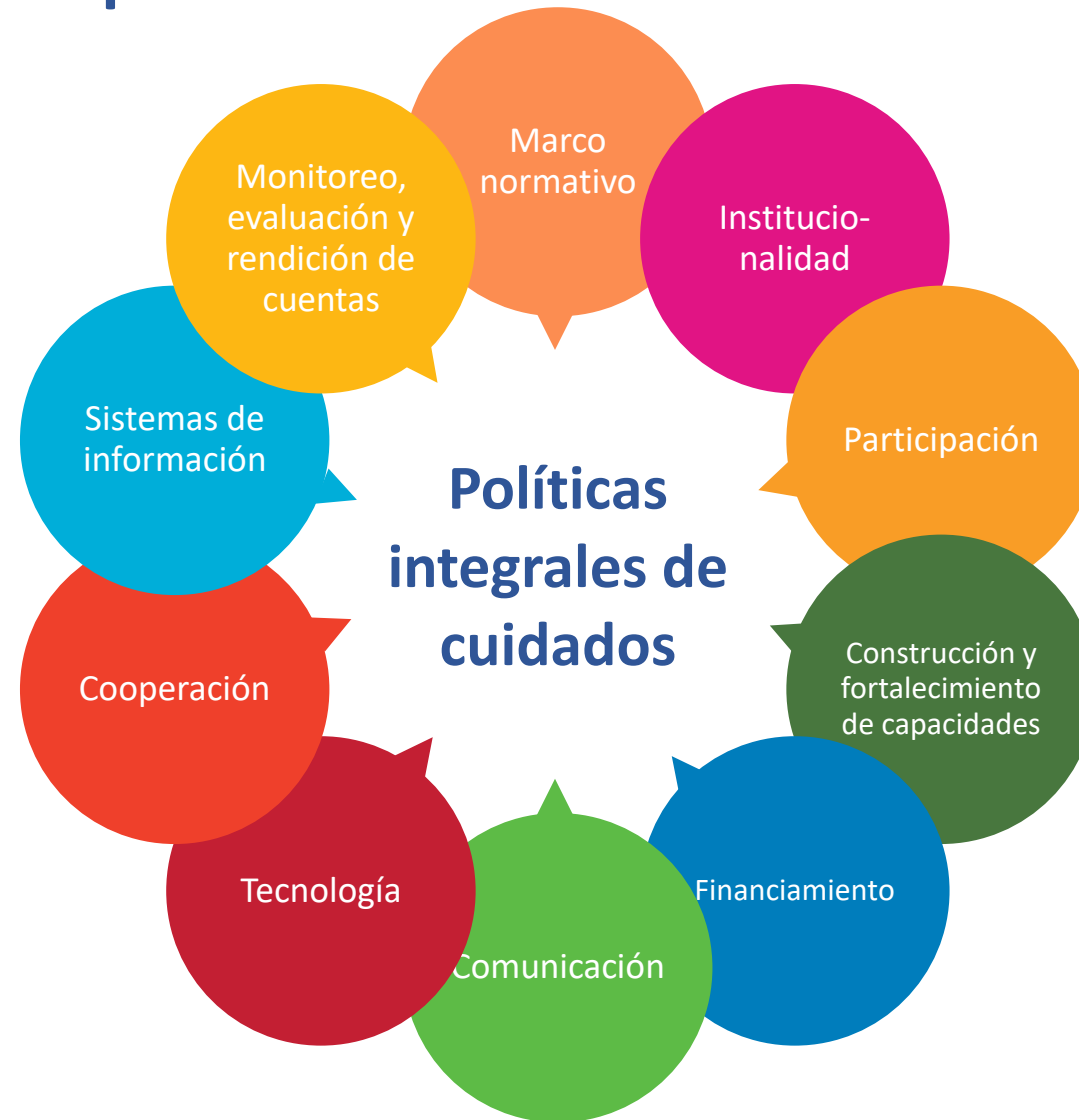 Marco
normativo
Institucio-
nalidad
Participación
Construcción y
fortalecimiento
de capacidades
Financiamiento
Comunicación
Tecnología
Cooperación
Sistemas de
información
Monitoreo,
evaluación y
rendición de
cuentas
Políticas
integrales de
cuidados